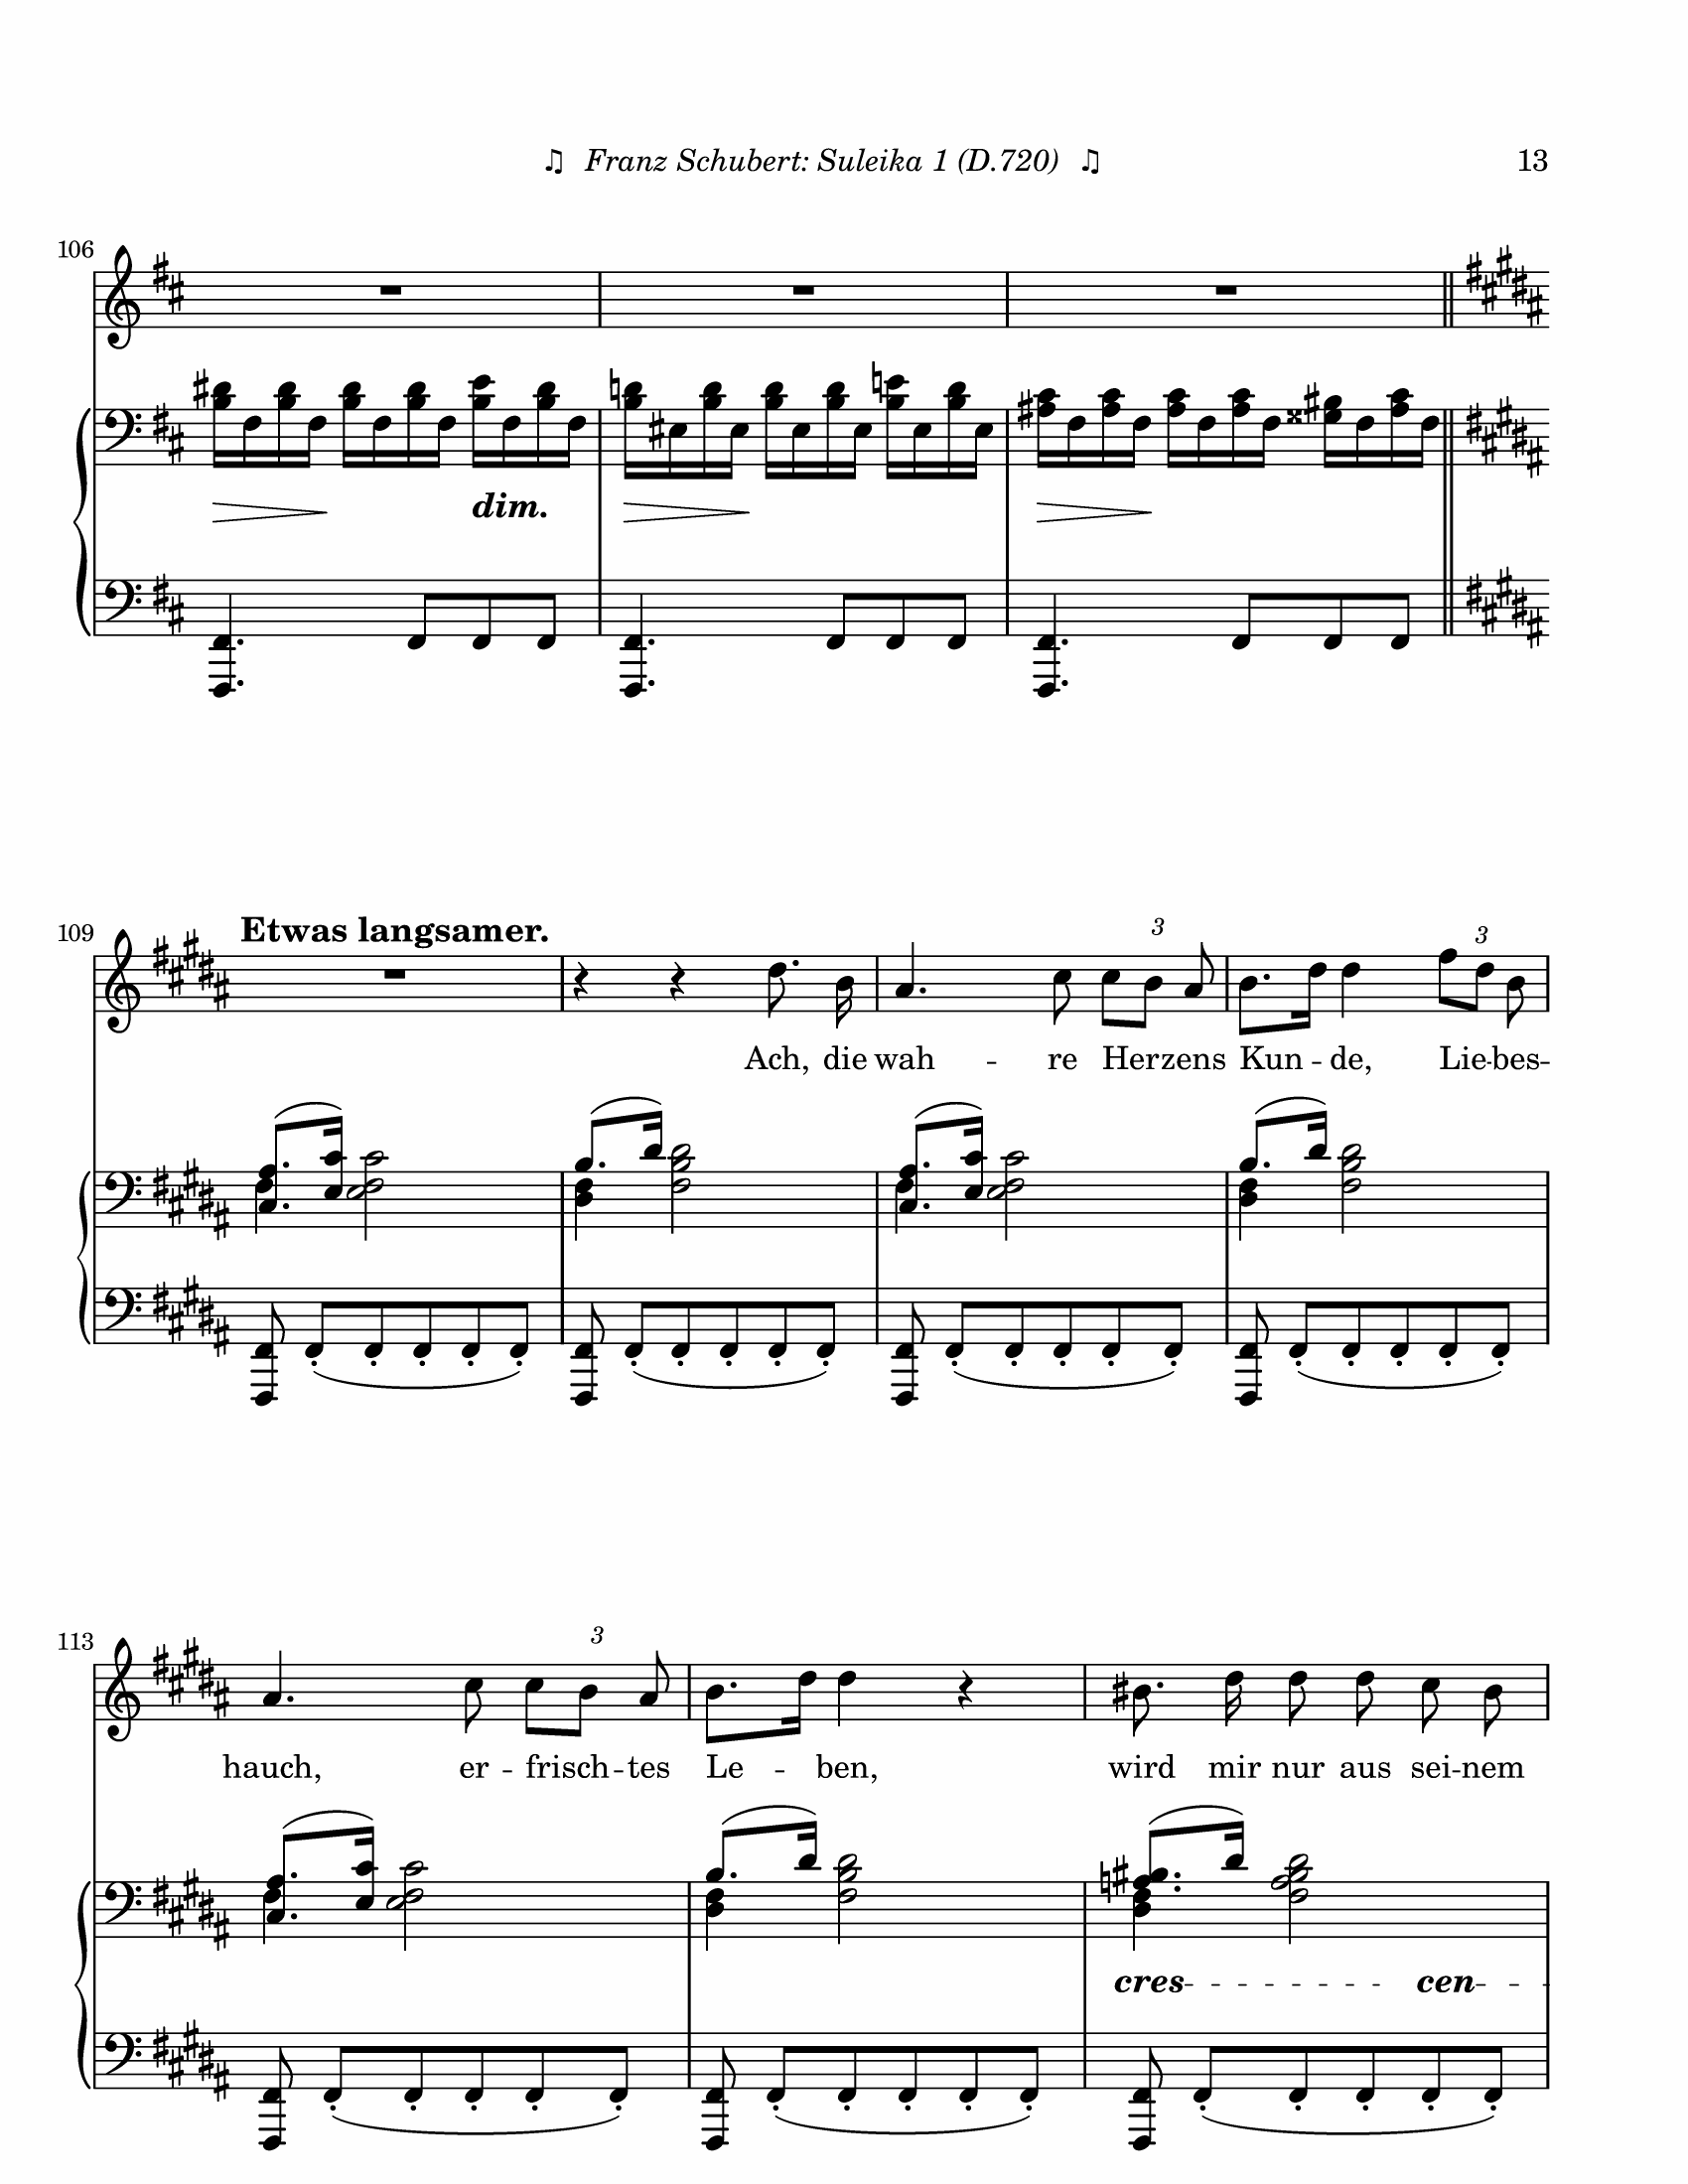 ♫ Franz Schubert: Suleika 1 (D.720) ♫ 13
106
dim.
109
Etwas langsamer.
3 3
Ach, die wah -- re Herzens Kun -- de, Lie -- bes --
113
3
hauch, er -- frisch -- tes Le -- ben, wird mir nur aus sei -- nem
cres - - - - - - cen - - -